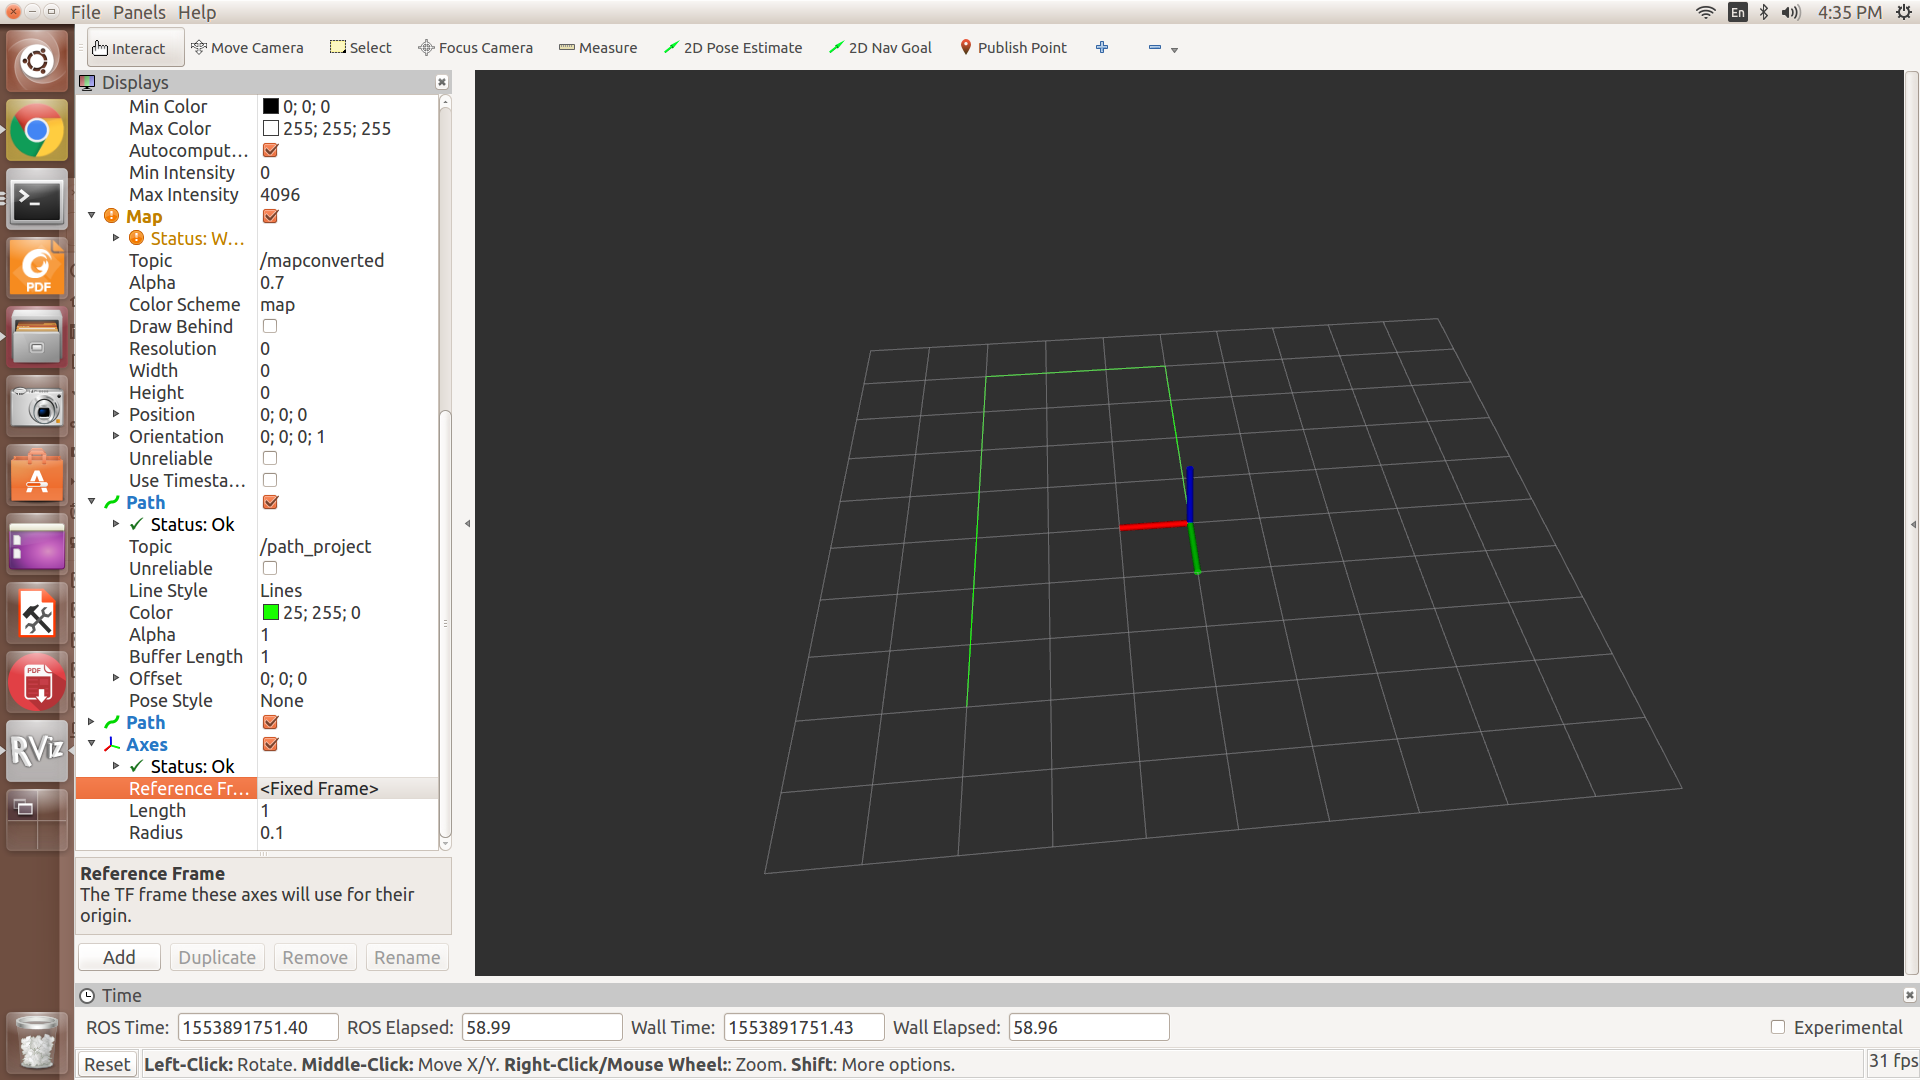 File Panels Help
En 4:35 PM
Interact Move Camera Select Focus Camera Measure 2D Pose Estimate 2D Nav Goal Publish Point
Displays
Min Color 0; 0; 0
Max Color 255; 255; 255
Autocomput...
Min Intensity 0
Max Intensity 4096
Map
Status: W...
Topic /mapconverted
Alpha 0.7
Color Scheme map
Draw Behind
Resolution 0
Width 0
Height 0
Position 0; 0; 0
Orientation 0; 0; 0; 1
Unreliable
Use Timesta...
Path
Status: Ok
Topic /path_project
Unreliable
Line Style Lines
Color 25; 255; 0
Alpha 1
Buffer Length 1
Offset 0; 0; 0
Pose Style None
Path
Axes
Status: Ok
Reference Fr... <Fixed Frame>
Length 1
Radius 0.1
Reference Frame
The TF frame these axes will use for their
origin.
Add Duplicate Remove Rename
PDF
A
PDF
RViz
Time
ROS Time: 1553891751.40 ROS Elapsed: 58.99 Wall Time: 1553891751.43 Wall Elapsed: 58.96 Experimental
Reset Left-Click: Rotate. Middle-Click: Move X/Y. Right-Click/Mouse Wheel:: Zoom. Shift: More options. 31 fps